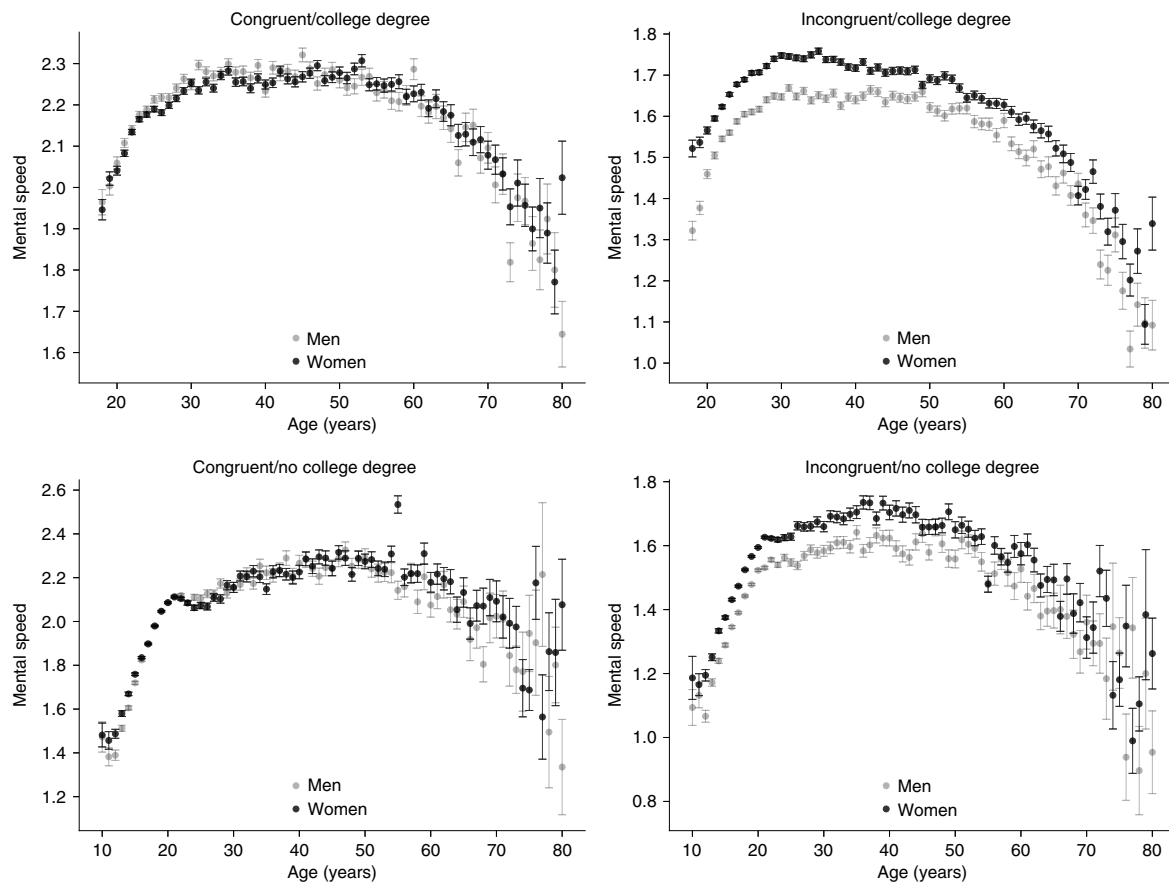 Congruent/college degree
Mental speed
2.3
2.2
2.1
2.0
1.9
1.8
1.7
1.6
Men
Women
20 30 40 50 60 70 80
Age (years)
Incongruent/college degree
Mental speed
1.8
1.7
1.6
1.5
1.4
1.3
1.2
1.1
1.0
Men
Women
20 30 40 50 60 70 80
Age (years)
Congruent/no college degree
Mental speed
2.6
2.4
2.2
2.0
1.8
1.6
1.4
1.2
Men
Women
10 20 30 40 50 60 70 80
Age (years)
Incongruent/no college degree
Mental speed
1.8
1.6
1.4
1.2
1.0
0.8
Men
Women
10 20 30 40 50 60 70 80
Age (years)